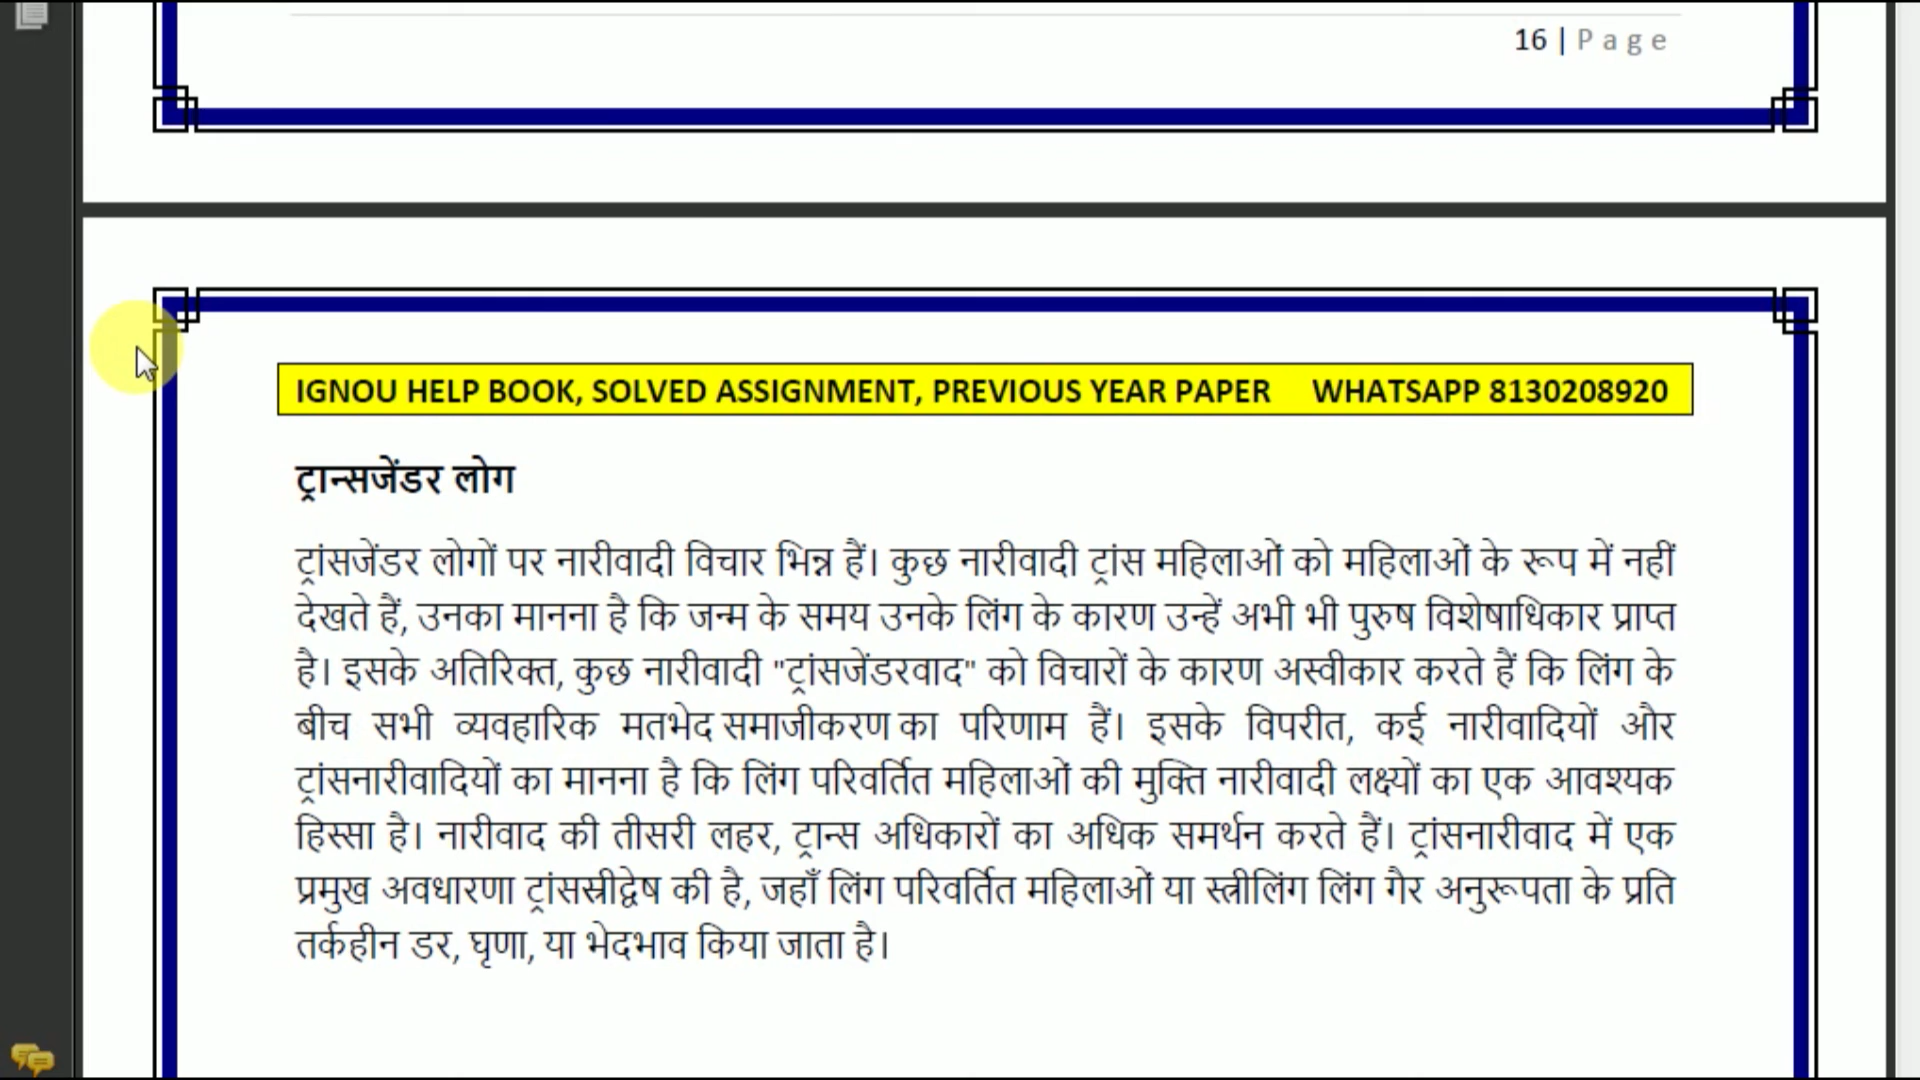 16 | P a g e
IGNOU HELP BOOK, SOLVED ASSIGNMENT, PREVIOUS YEAR PAPER WHATSAPP 8130208920
ट्रान्सजेंडर लोग
ट्रांसजेंडर लोगों पर नारीवादी विचार भिन्न हैं। कुछ नारीवादी ट्रांस महिलाओं को महिलाओं के रूप में नहीं
देखते हैं, उनका मानना है कि जन्म के समय उनके लिंग के कारण उन्हें अभी भी पुरुष विशेषाधिकार प्राप्त
है। इसके अतिरिक्त, कुछ नारीवादी "ट्रांसजेंडरवाद" को विचारों के कारण अस्वीकार करते हैं कि लिंग के
बीच सभी व्यवहारिक मतभेद समाजीकरण का परिणाम हैं। इसके विपरीत, कई नारीवादियों और
ट्रांसनारीवादियों का मानना है कि लिंग परिवर्तित महिलाओं की मुक्ति नारीवादी लक्ष्यों का एक आवश्यक
हिस्सा है। नारीवाद की तीसरी लहर, ट्रान्स अधिकारों का अधिक समर्थन करते हैं। ट्रांसनारीवाद में एक
प्रमुख अवधारणा ट्रांसस्त्रीद्वेष की है, जहाँ लिंग परिवर्तित महिलाओं या स्त्रीलिंग लिंग गैर अनुरूपता के प्रति
तर्कहीन डर, घृणा, या भेदभाव किया जाता है।